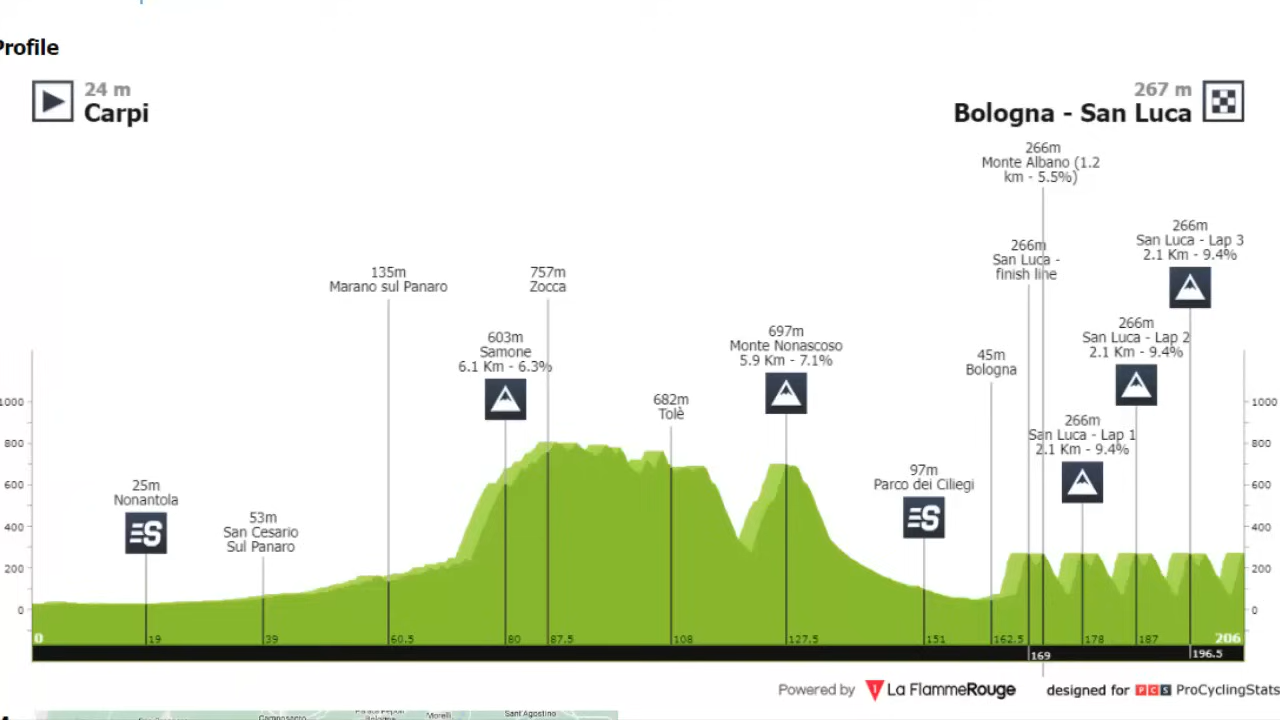 Profile
24 m
Carpi
267 m
Bologna - San Luca
266m
Monte Albano (1.2
km - 5.5%)
266m
San Luca - Lap 3
2.1 Km - 9.4%
266m
San Luca -
finish line
135m
Marano sul Panaro
757m
Zocca
603m
Samone
6.1 Km - 6.3%
697m
Monte Nonascoso
5.9 Km - 7.1%
266m
San Luca - Lap 2
2.1 Km - 9.4%
45m
Bologna
682m
Tolè
266m
San Luca - Lap 1
2.1 Km - 9.4%
97m
Parco dei Ciliegi
25m
Nonantola
53m
San Cesario
Sul Panaro
S
S
1000
800
600
400
200
0
1000
800
600
400
200
0
0 19 39 60.5 80 87.5 108 127.5 151 162.5 178 187 206
169 196.5
Powered by La FlammeRouge designed for PCS ProCyclingStats
Morelli
Sant'Agostino